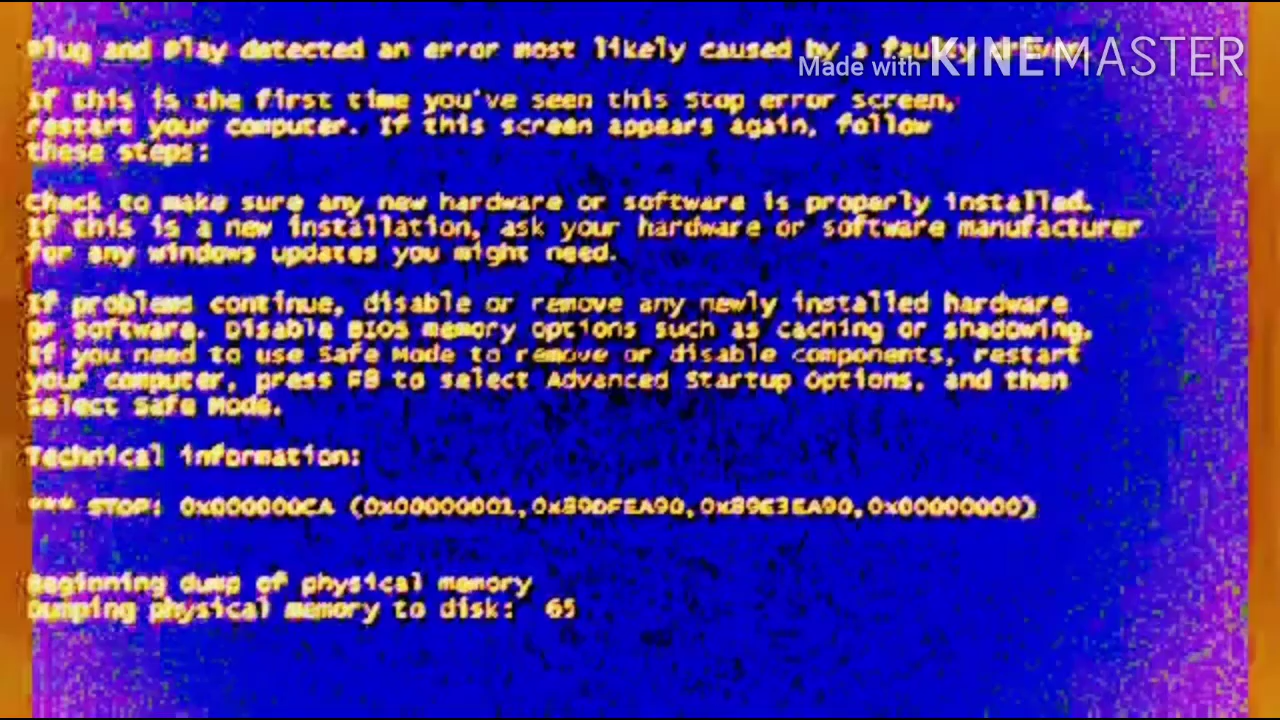 Plug and Play detected an error most likely caused by a faulty driver.
Made with KINEMASTER
If this is the first time you've seen this Stop error screen,
restart your computer. If this screen appears again, follow
these steps:
Check to make sure any new hardware or software is properly installed.
If this is a new installation, ask your hardware or software manufacturer
for any windows updates you might need.
If problems continue, disable or remove any newly installed hardware
or software. Disable BIOS memory options such as caching or shadowing.
If you need to use Safe Mode to remove or disable components, restart
your computer, press F8 to select Advanced Startup Options, and then
select Safe Mode.
Technical information:
*** STOP: 0x000000CA (0x00000001,0x89DFEA90,0x89E3EA90,0x00000000)
Beginning dump of physical memory
Dumping physical memory to disk: 65